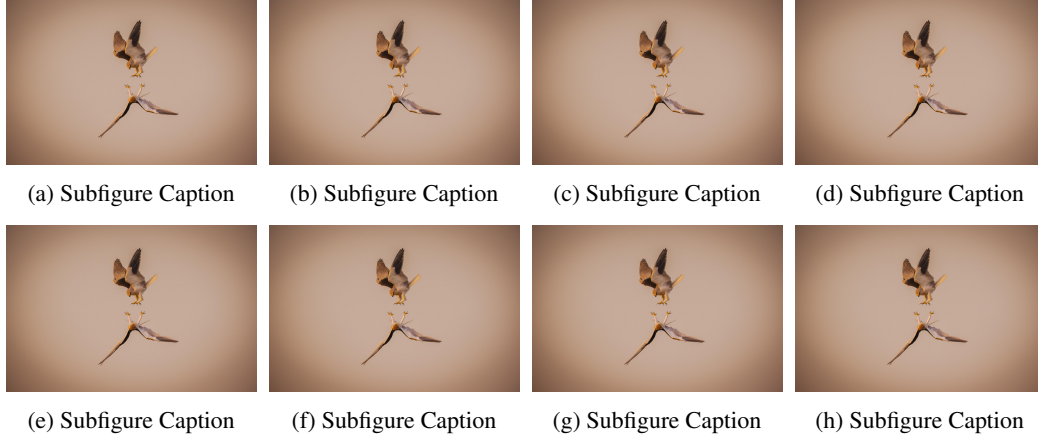 (a) Subfigure Caption
(b) Subfigure Caption
(c) Subfigure Caption
(d) Subfigure Caption
(e) Subfigure Caption
(f) Subfigure Caption
(g) Subfigure Caption
(h) Subfigure Caption